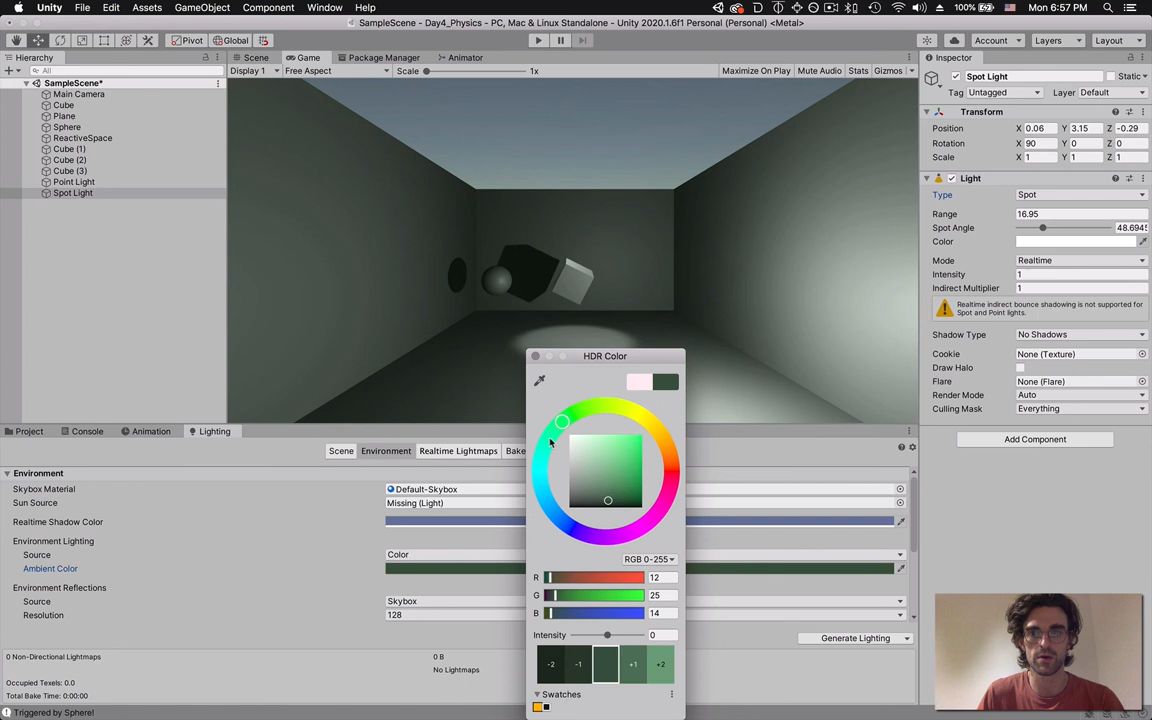 Unity File Edit Assets GameObject Component Window Help 100% Mon 6:57 PM
SampleScene - Day4_Physics - PC, Mac & Linux Standalone - Unity 2020.1.6f1 Personal (Personal) <Metal>
Pivot Global Account Layers Layout
Hierarchy
All
SampleScene*
Main Camera
Cube
Plane
Sphere
ReactiveSpace
Cube (1)
Cube (2)
Cube (3)
Point Light
Spot Light
Scene Game Package Manager Animator
Display 1 Free Aspect Scale 1x Maximize On Play Mute Audio Stats Gizmos
Inspector
Spot Light Static
Tag Untagged Layer Default
Transform
Position X 0.06 Y 3.15 Z -0.29
Rotation X 90 Y 0 Z 0
Scale X 1 Y 1 Z 1
Light
Type Spot
Range 16.95
Spot Angle 48.6945
Color
Mode Realtime
Intensity 1
Indirect Multiplier 1
Realtime indirect bounce shadowing is not supported for
Spot and Point lights.
Shadow Type No Shadows
Cookie None (Texture)
Draw Halo
Flare None (Flare)
Render Mode Auto
Culling Mask Everything
Add Component
Project Console Animation Lighting
Scene Environment Realtime Lightmaps Bake
Environment
Skybox Material Default-Skybox
Sun Source Missing (Light)
Realtime Shadow Color
Environment Lighting
Source Color
Ambient Color
Environment Reflections
Source Skybox
Resolution 128
Generate Lighting
0 Non-Directional Lightmaps 0 B
No Lightmaps
Occupied Texels: 0.0
Total Bake Time: 0:00:00
Triggered by Sphere!
HDR Color
RGB 0-255
R 12
G 25
B 14
Intensity 0
-2 -1 +1 +2
Swatches